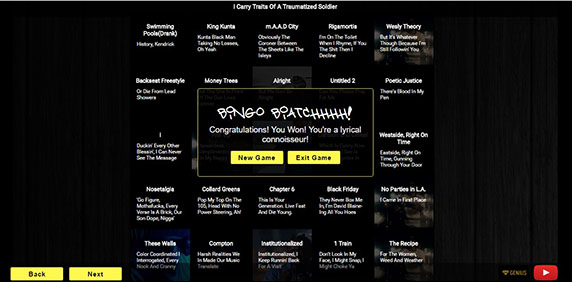 I Carry Traits Of A Traumatized Soldier
Swimming
Pools(Drank)
History, Kendrick
King Kunta
Kunta Black Man
Taking No Losses,
Oh Yeah
m.A.A.D City
Obviously The
Coroner Between
The Sheets Like The
Isleys
Rigamortis
I'm On The Toilet
When I Rhyme, If You
The Shit Then I
Decline
Wesly Theory
But It's Whatever
Though Because I'm
Still Followin' You
Backseat Freestyle
Or Die From Lead
Showers
Money Trees
Alright
Untitled 2
Poetic Justice
There's Blood In My
Pen
BINGO BIATCHHHH!
Congratulations! You Won! You're a lyrical
connoisseur!
New Game
Exit Game
I
Duckin' Every Other
Blessin', I Can Never
See The Message
Westside, Right On
Time
Eastside, Right On
Time, Gunning
Through Your Door
Nosetalgia
'Go Figure,
Mothafucka, Every
Verse Is A Brick, Our
Son Dope, Nigga'
Collard Greens
Pop My Top On The
105, Head With No
Power Steering, Ah!
Chapter 6
This Is Your
Generation. Live Fast
And Die Young.
Black Friday
They Never Box Me
In, I'm David Blaine-
ing All You Hoes
No Parties In L.A.
I Came In First Place
These Walls
Color Coordinated I
Interrogated, Every
Nook And Cranny
Compton
Harsh Realities We
In Made Our Music
Translate
Institutionalized
Institutionalized, I
Keep Runnin Back
For A Visit
1 Train
Don't Look In My
Face, I Might Snap, I
Might Choke Ya
The Recipe
For The Women,
Weed And Weather
Back
Next
GENIUS